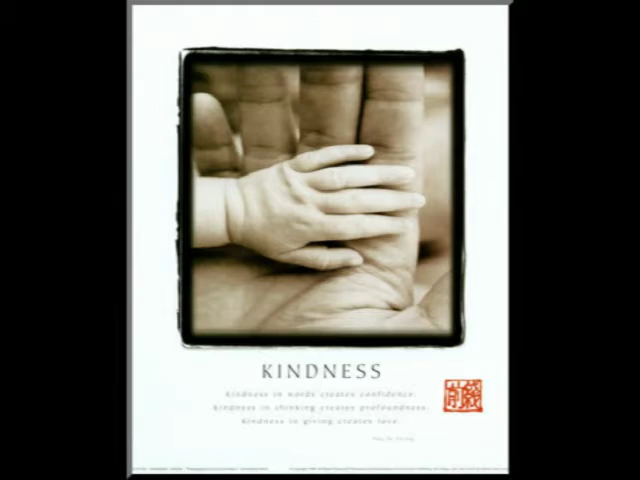 KINDNESS
Kindness in words creates confidence.
Kindness in thinking creates profoundness.
Kindness in giving creates love.